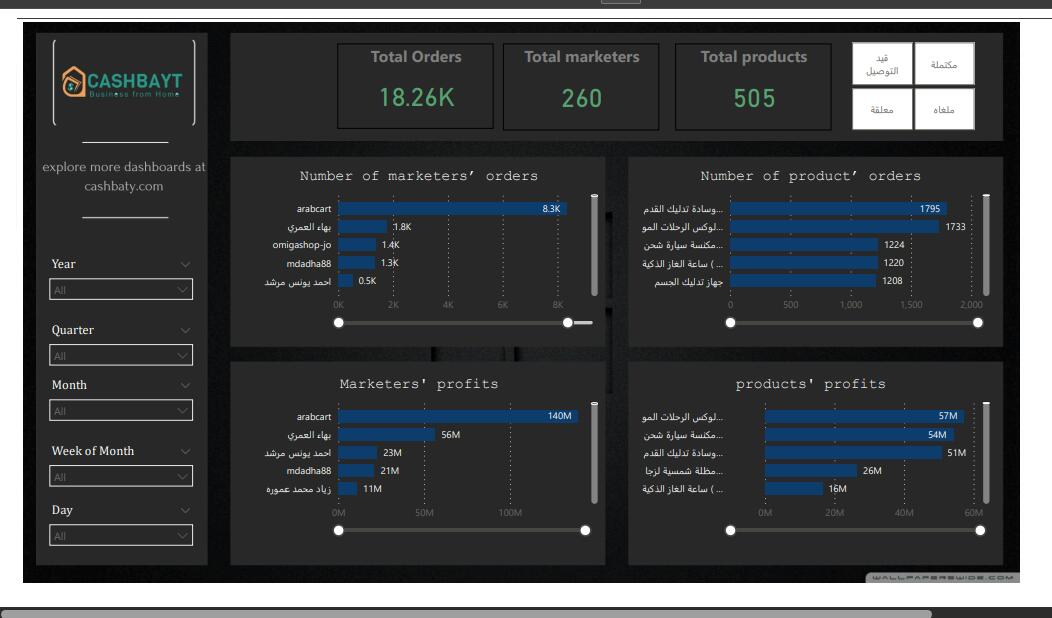 CASHBAYT
Business from Home
explore more dashboards at
cashbaty.com
Year
All
Quarter
All
Month
All
Week of Month
All
Day
All
Total Orders
18.26K
Total marketers
260
Total products
505
قيد
التوصيل
مكتملة
معلقة
ملغاه
Number of marketers’ orders
arabcart 8.3K
بهاء العمري 1.8K
omigashop-jo 1.4K
mdadha88 1.3K
احمد يونس مرشد 0.5K
0K 2K 4K 6K 8K
Number of product’ orders
وسادة تدليك القدم... 1795
لوكس الرحلات المو... 1733
مكنسة سيارة شحن... 1224
ساعة الغاز الذكية ( ... 1220
جهاز تدليك الجسم 1208
0 500 1,000 1,500 2,000
Marketers' profits
arabcart 140M
بهاء العمري 56M
احمد يونس مرشد 23M
mdadha88 21M
زياد محمد عموره 11M
0M 50M 100M
products' profits
لوكس الرحلات المو... 57M
مكنسة سيارة شحن... 54M
وسادة تدليك القدم... 51M
مظلة شمسية لزجا... 26M
ساعة الغاز الذكية ( ... 16M
0M 20M 40M 60M
WALLPAPERSWIDE.COM